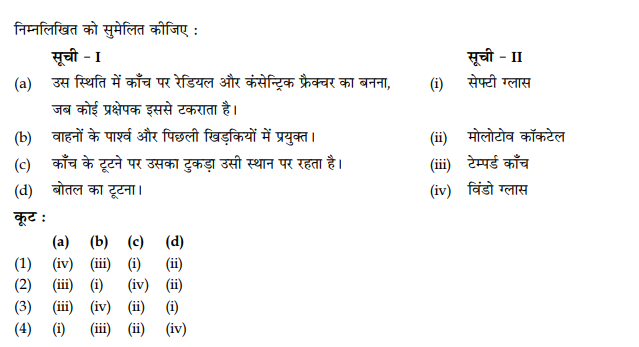 निम्नलिखित को सुमेलित कीजिए :
सूची - I सूची - II
(a) उस स्थिति में काँच पर रेडियल और कंसेन्ट्रिक फ्रैक्चर का बनना, (i) सेफ्टी ग्लास
जब कोई प्रक्षेपक इससे टकराता है।
(b) वाहनों के पार्श्व और पिछली खिड़कियों में प्रयुक्त। (ii) मोलोटोव कॉकटेल
(c) काँच के टूटने पर उसका टुकड़ा उसी स्थान पर रहता है। (iii) टेम्पर्ड काँच
(d) बोतल का टूटना। (iv) विंडो ग्लास
कूट :
(a) (b) (c) (d)
(1) (iv) (iii) (i) (ii)
(2) (iii) (i) (iv) (ii)
(3) (iii) (iv) (ii) (i)
(4) (i) (iii) (ii) (iv)